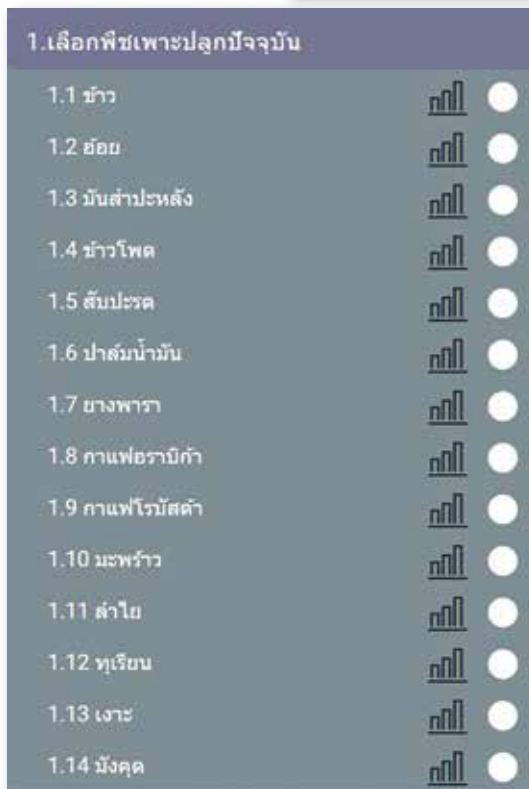 1.เลือกพืชเพาะปลูกปัจจุบัน
1.1 ข้าว
1.2 อ้อย
1.3 มันสำปะหลัง
1.4 ข้าวโพด
1.5 สับปะรด
1.6 ปาล์มน้ำมัน
1.7 ยางพารา
1.8 กาแฟอราบิก้า
1.9 กาแฟโรบัสต้า
1.10 มะพร้าว
1.11 ลำไย
1.12 ทุเรียน
1.13 เงาะ
1.14 มังคุด